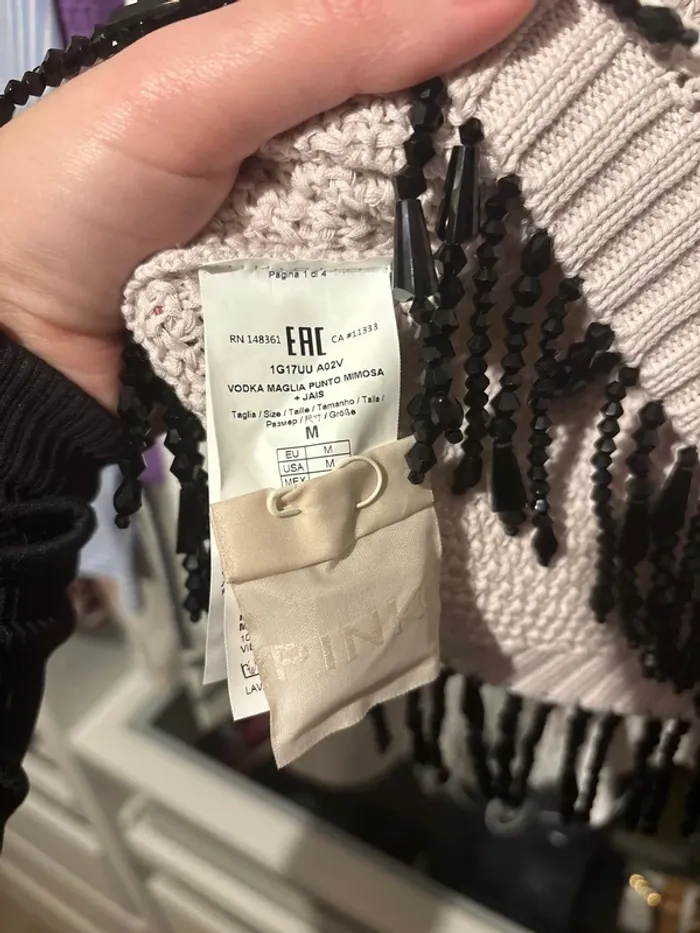 Pagina 1 di 4
RN 148361 EAC CA #11333
1G17UU A02V
VODKA MAGLIA PUNTO MIMOSA
+ JAIS
Taglia / Size / Taille / Tamanho / Talla /
Размер / / Größe
M
EU M
USA M
MEX
PINK
LAV